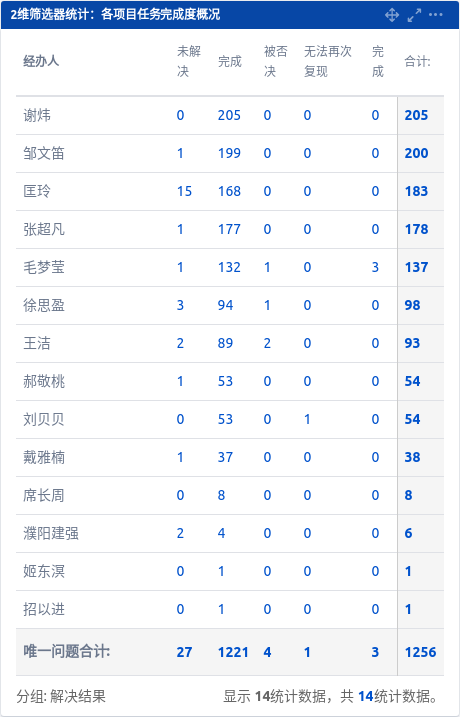 2维筛选器统计：各项目任务完成度概况
经办人 未解决 完成 被否决 无法再次复现 完成 合计:
谢炜 0 205 0 0 0 205
邹文笛 1 199 0 0 0 200
匡玲 15 168 0 0 0 183
张超凡 1 177 0 0 0 178
毛梦莹 1 132 1 0 3 137
徐思盈 3 94 1 0 0 98
王洁 2 89 2 0 0 93
郝敬桃 1 53 0 0 0 54
刘贝贝 0 53 0 1 0 54
戴雅楠 1 37 0 0 0 38
席长周 0 8 0 0 0 8
濮阳建强 2 4 0 0 0 6
姬东溟 0 1 0 0 0 1
招以进 0 1 0 0 0 1
唯一问题合计: 27 1221 4 1 3 1256
分组: 解决结果 显示 14统计数据，共 14统计数据。